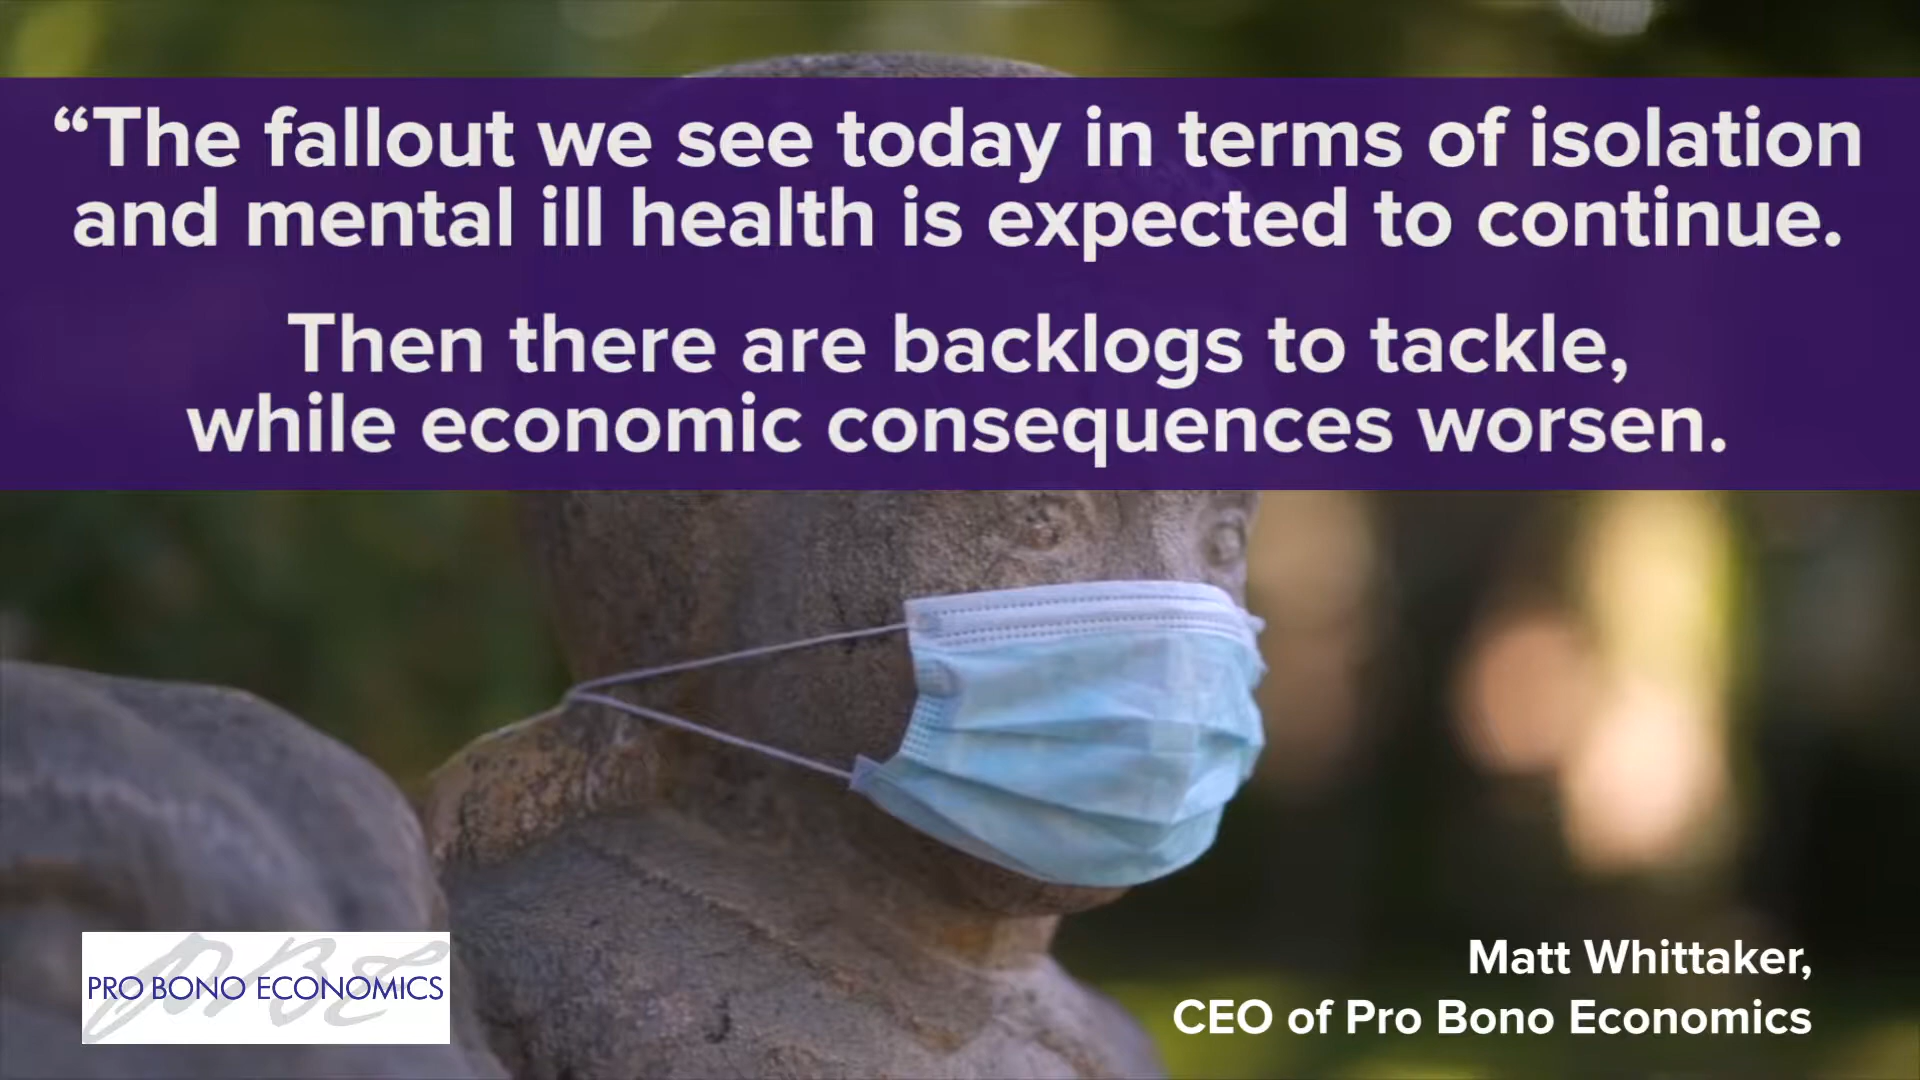 “The fallout we see today in terms of isolation
and mental ill health is expected to continue.
Then there are backlogs to tackle,
while economic consequences worsen.
PRO BONO ECONOMICS
Matt Whittaker,
CEO of Pro Bono Economics